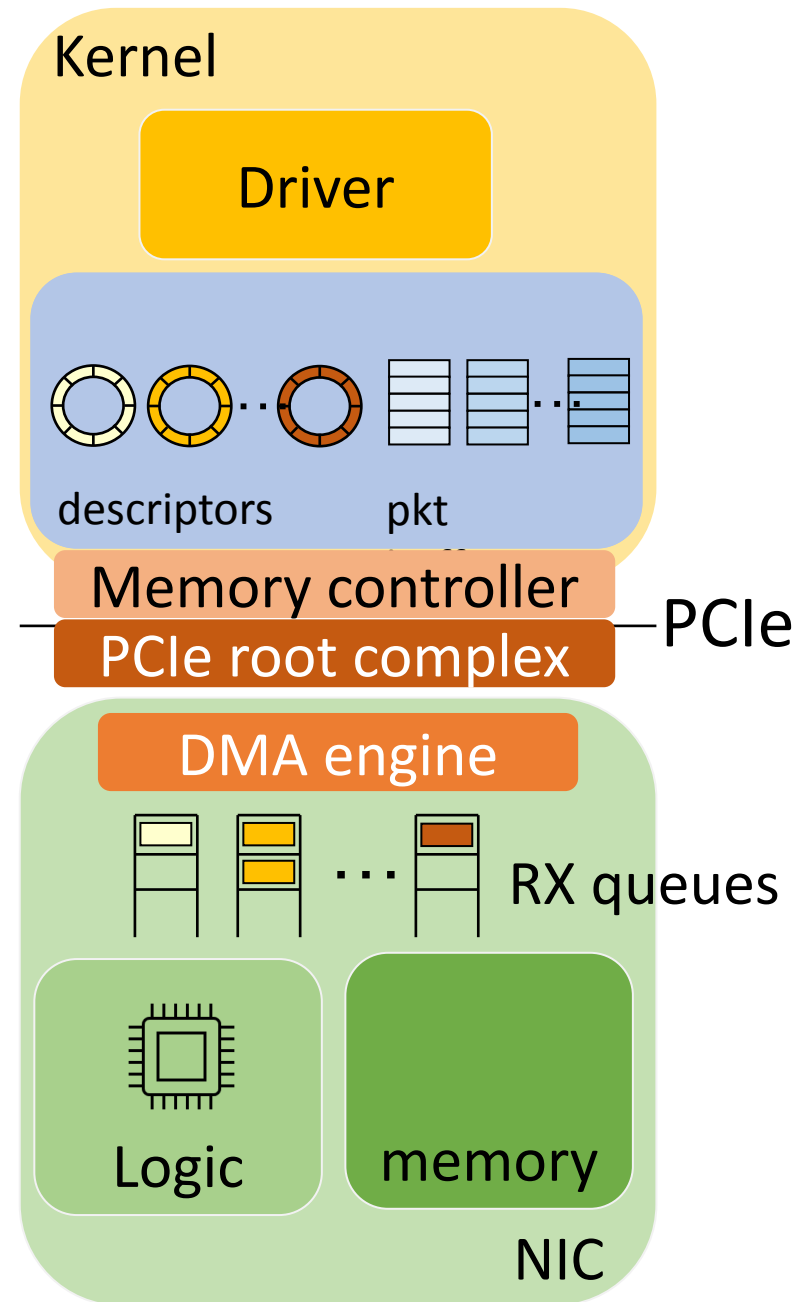 Kernel
Driver
descriptors
pkt
Memory controller
PCIe
PCIe root complex
DMA engine
RX queues
Logic
memory
NIC